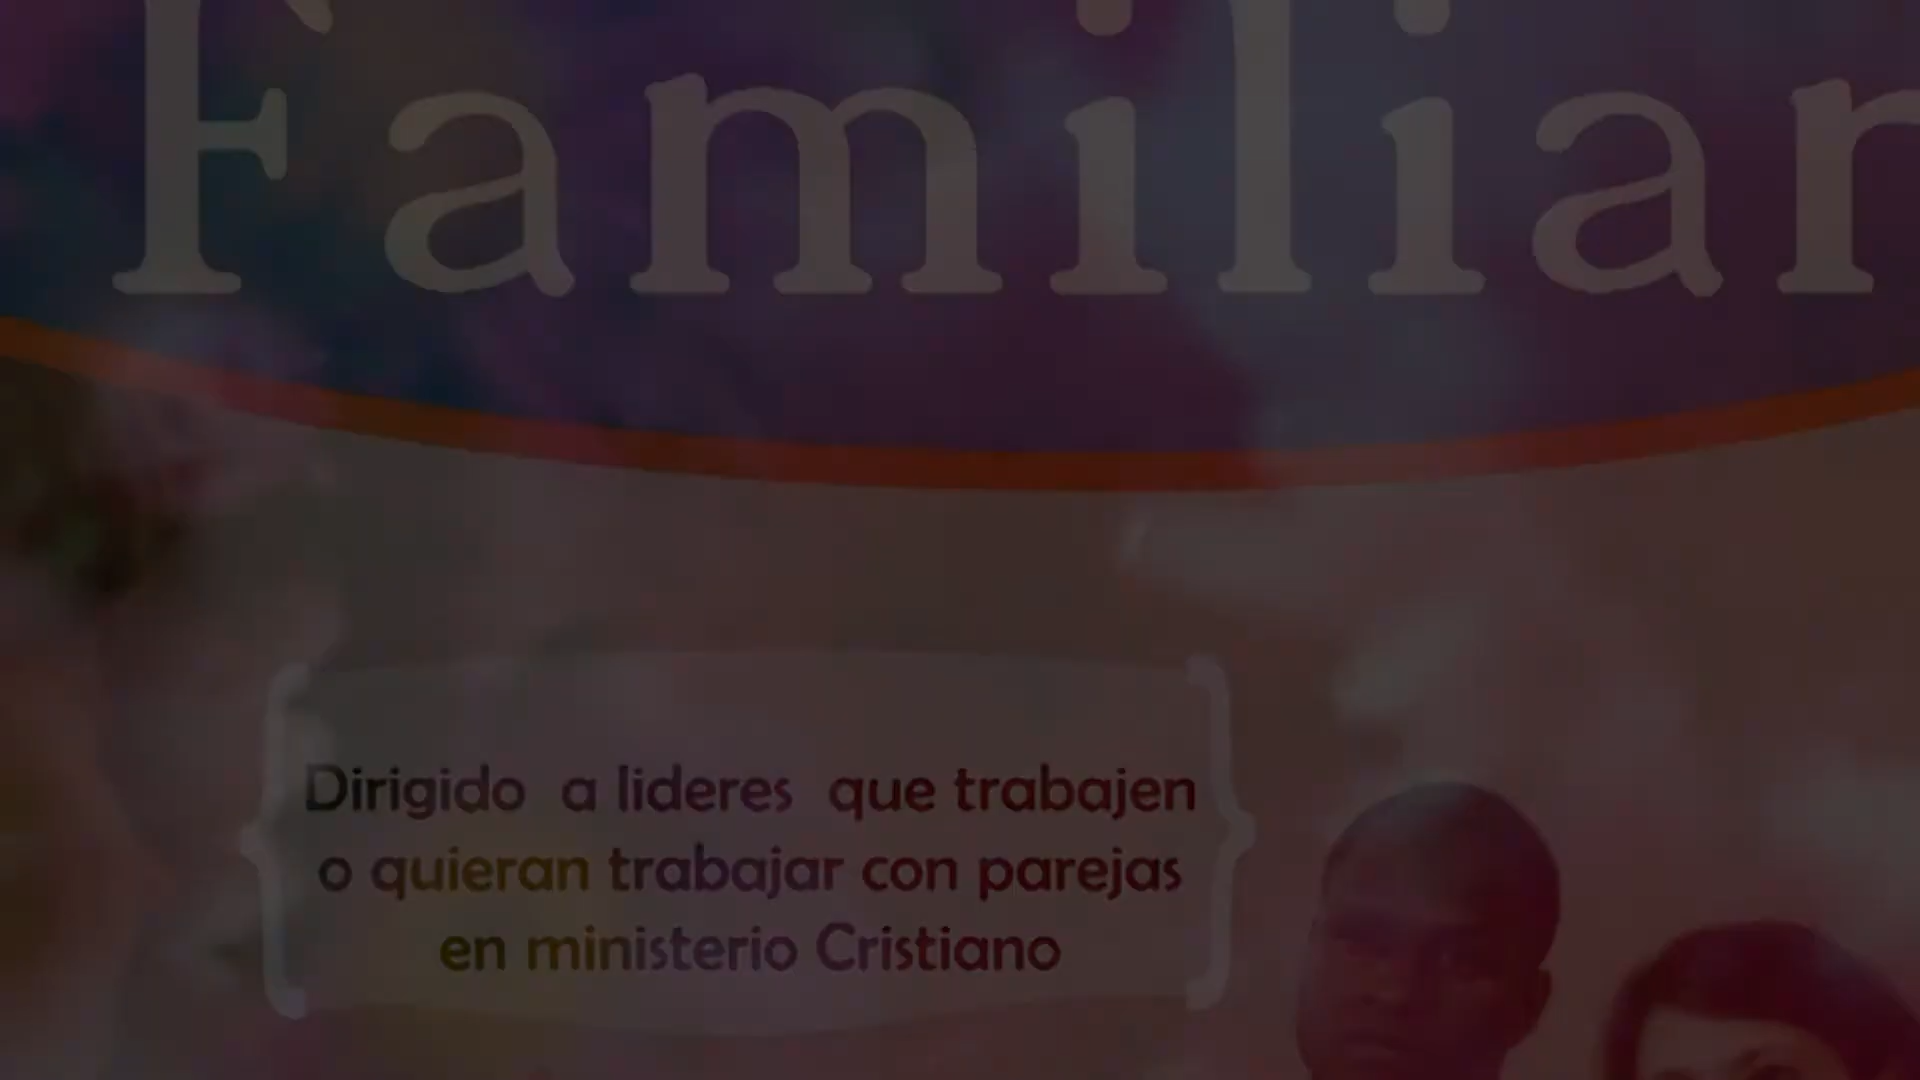 Familiar
Dirigido a lideres que trabajen
o quieran trabajar con parejas
en ministerio Cristiano